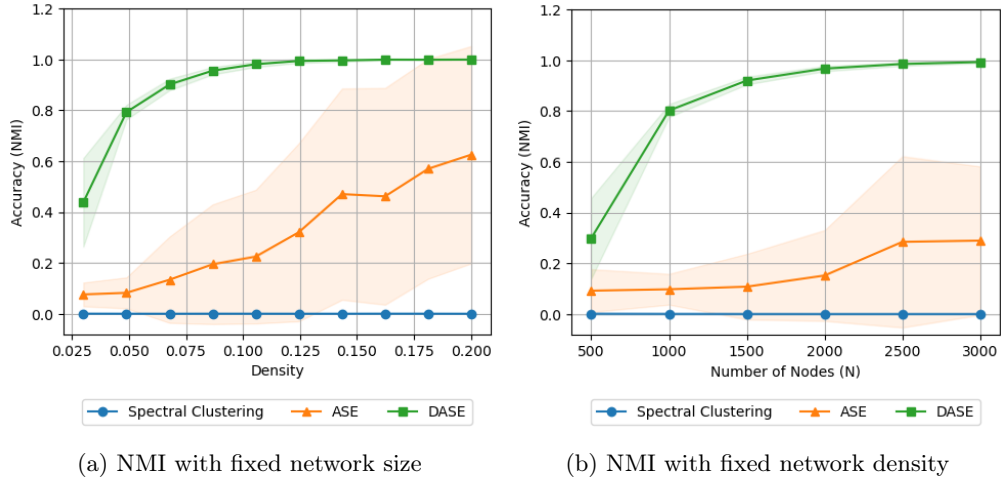 1.2
1.0
0.8
0.6
0.4
0.2
0.0
Accuracy (NMI)
0.025 0.050 0.075 0.100 0.125 0.150 0.175 0.200
Density
Spectral Clustering ASE DASE
(a) NMI with fixed network size
1.2
1.0
0.8
0.6
0.4
0.2
0.0
Accuracy (NMI)
500 1000 1500 2000 2500 3000
Number of Nodes (N)
Spectral Clustering ASE DASE
(b) NMI with fixed network density